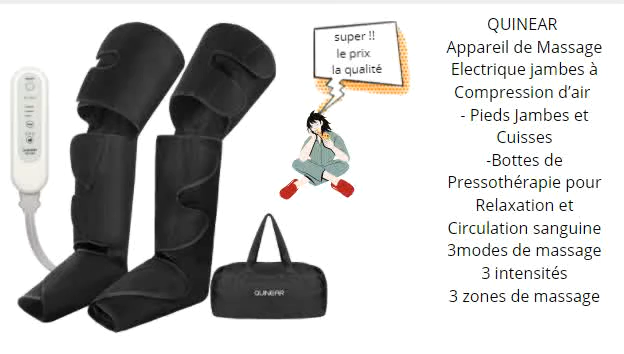 super !!
le prix
la qualité
QUINEAR
QUINEAR
Appareil de Massage
Electrique jambes à
Compression d’air
- Pieds Jambes et
Cuisses
-Bottes de
Pressothérapie pour
Relaxation et
Circulation sanguine
3modes de massage
3 intensités
3 zones de massage